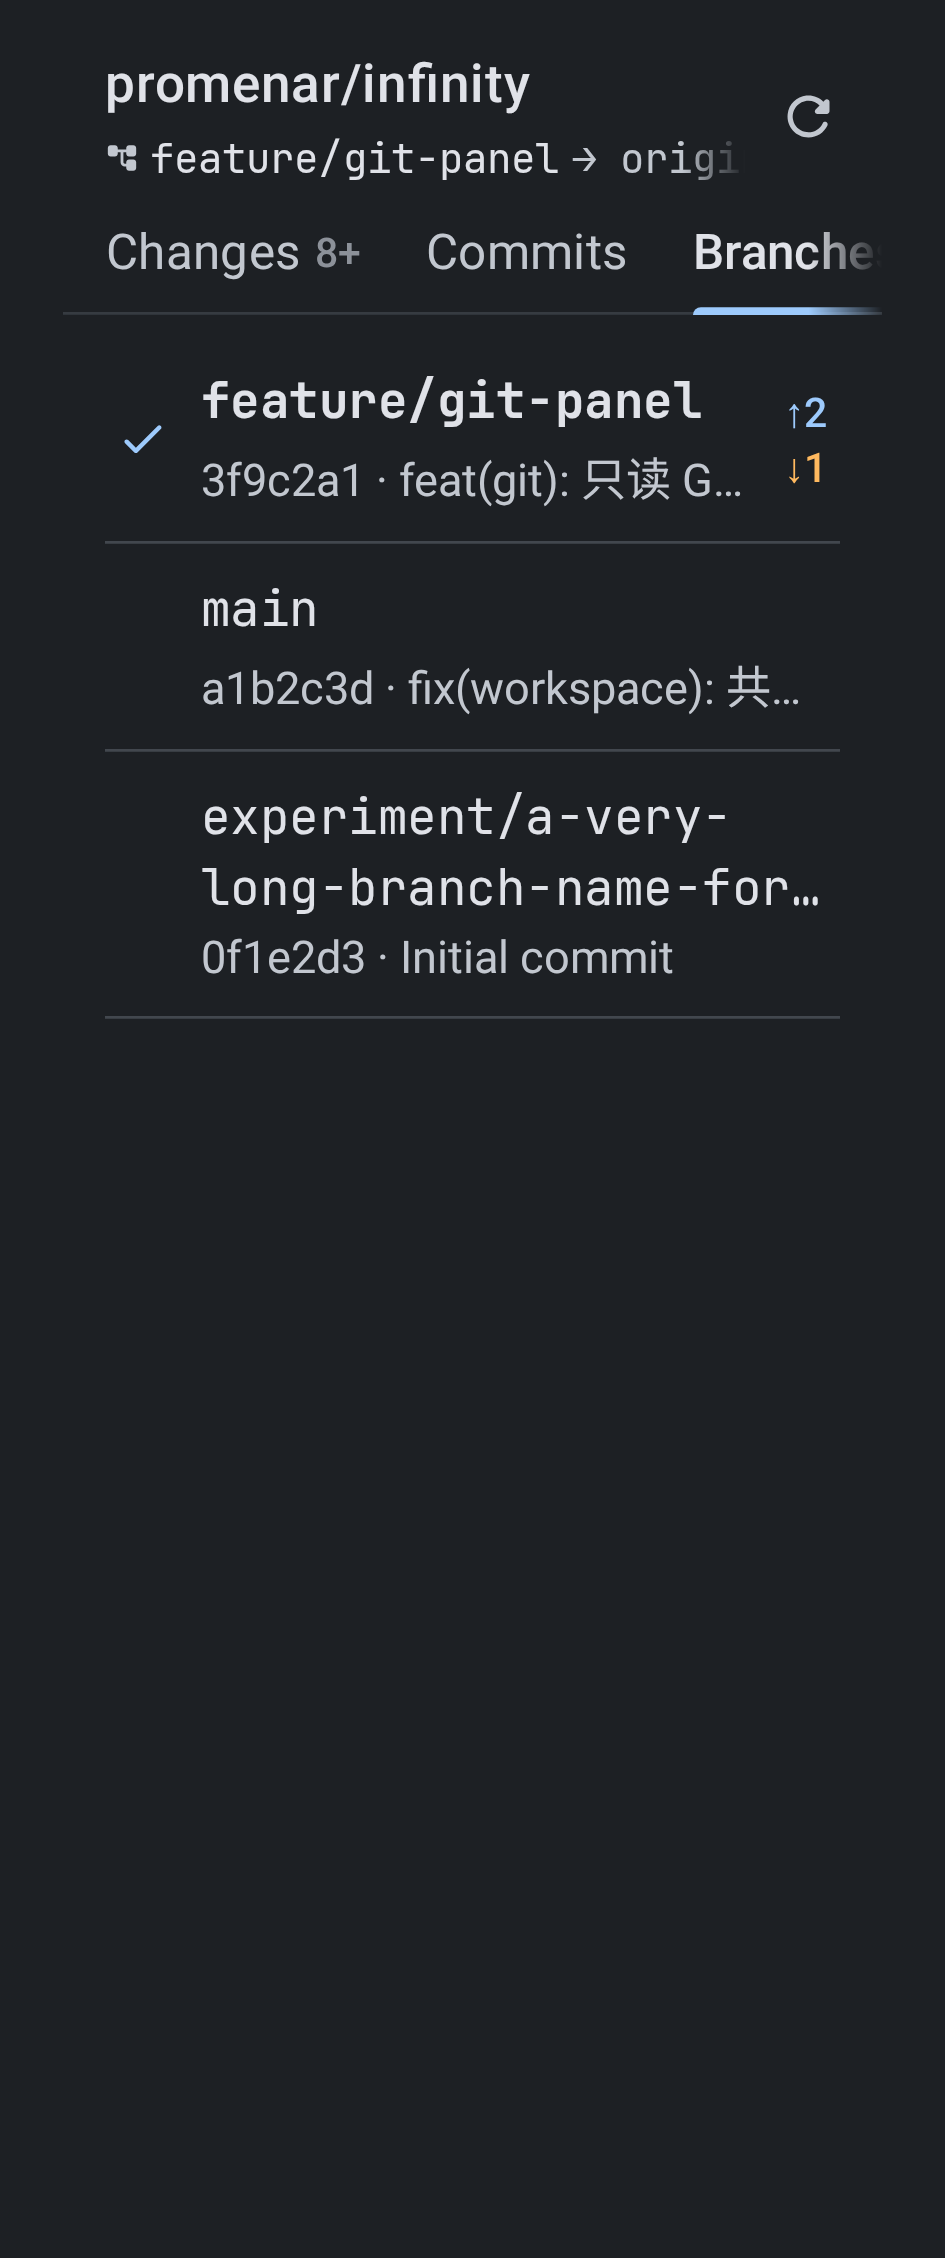 promenar/infinity
feature/git-panel → origi
Changes 8+ Commits Branches
feature/git-panel ↑2
3f9c2a1 · feat(git): 只读 G… ↓1
main
a1b2c3d · fix(workspace): 共…
experiment/a-very-
long-branch-name-for…
0f1e2d3 · Initial commit